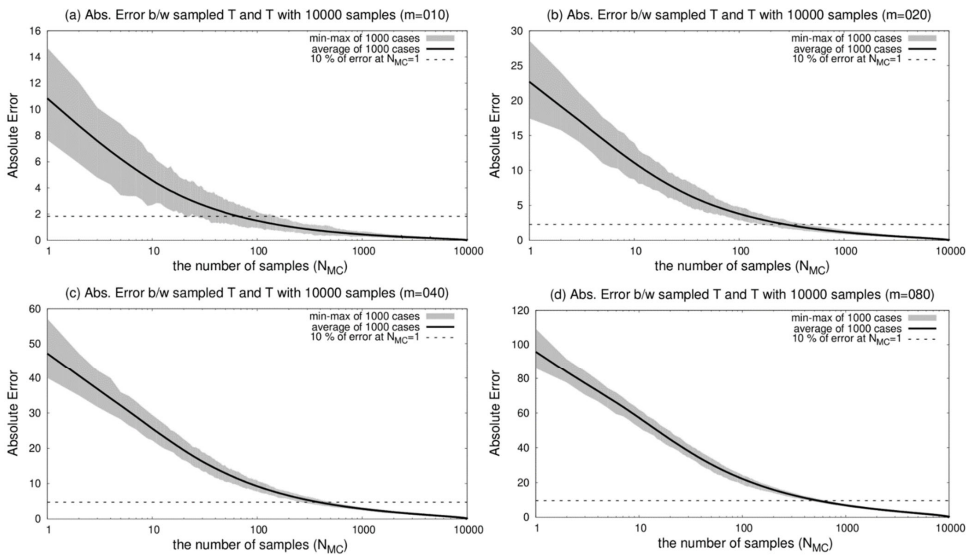 (a) Abs. Error b/w sampled T and T with 10000 samples (m=010)
min-max of 1000 cases
average of 1000 cases
10 % of error at N_MC=1
16
14
12
10
8
6
4
2
0
Absolute Error
1
10
100
1000
10000
the number of samples (N_MC)
(b) Abs. Error b/w sampled T and T with 10000 samples (m=020)
min-max of 1000 cases
average of 1000 cases
10 % of error at N_MC=1
30
25
20
15
10
5
0
Absolute Error
1
10
100
1000
10000
the number of samples (N_MC)
(c) Abs. Error b/w sampled T and T with 10000 samples (m=040)
min-max of 1000 cases
average of 1000 cases
10 % of error at N_MC=1
60
50
40
30
20
10
0
Absolute Error
1
10
100
1000
10000
the number of samples (N_MC)
(d) Abs. Error b/w sampled T and T with 10000 samples (m=080)
min-max of 1000 cases
average of 1000 cases
10 % of error at N_MC=1
120
100
80
60
40
20
0
Absolute Error
1
10
100
1000
10000
the number of samples (N_MC)